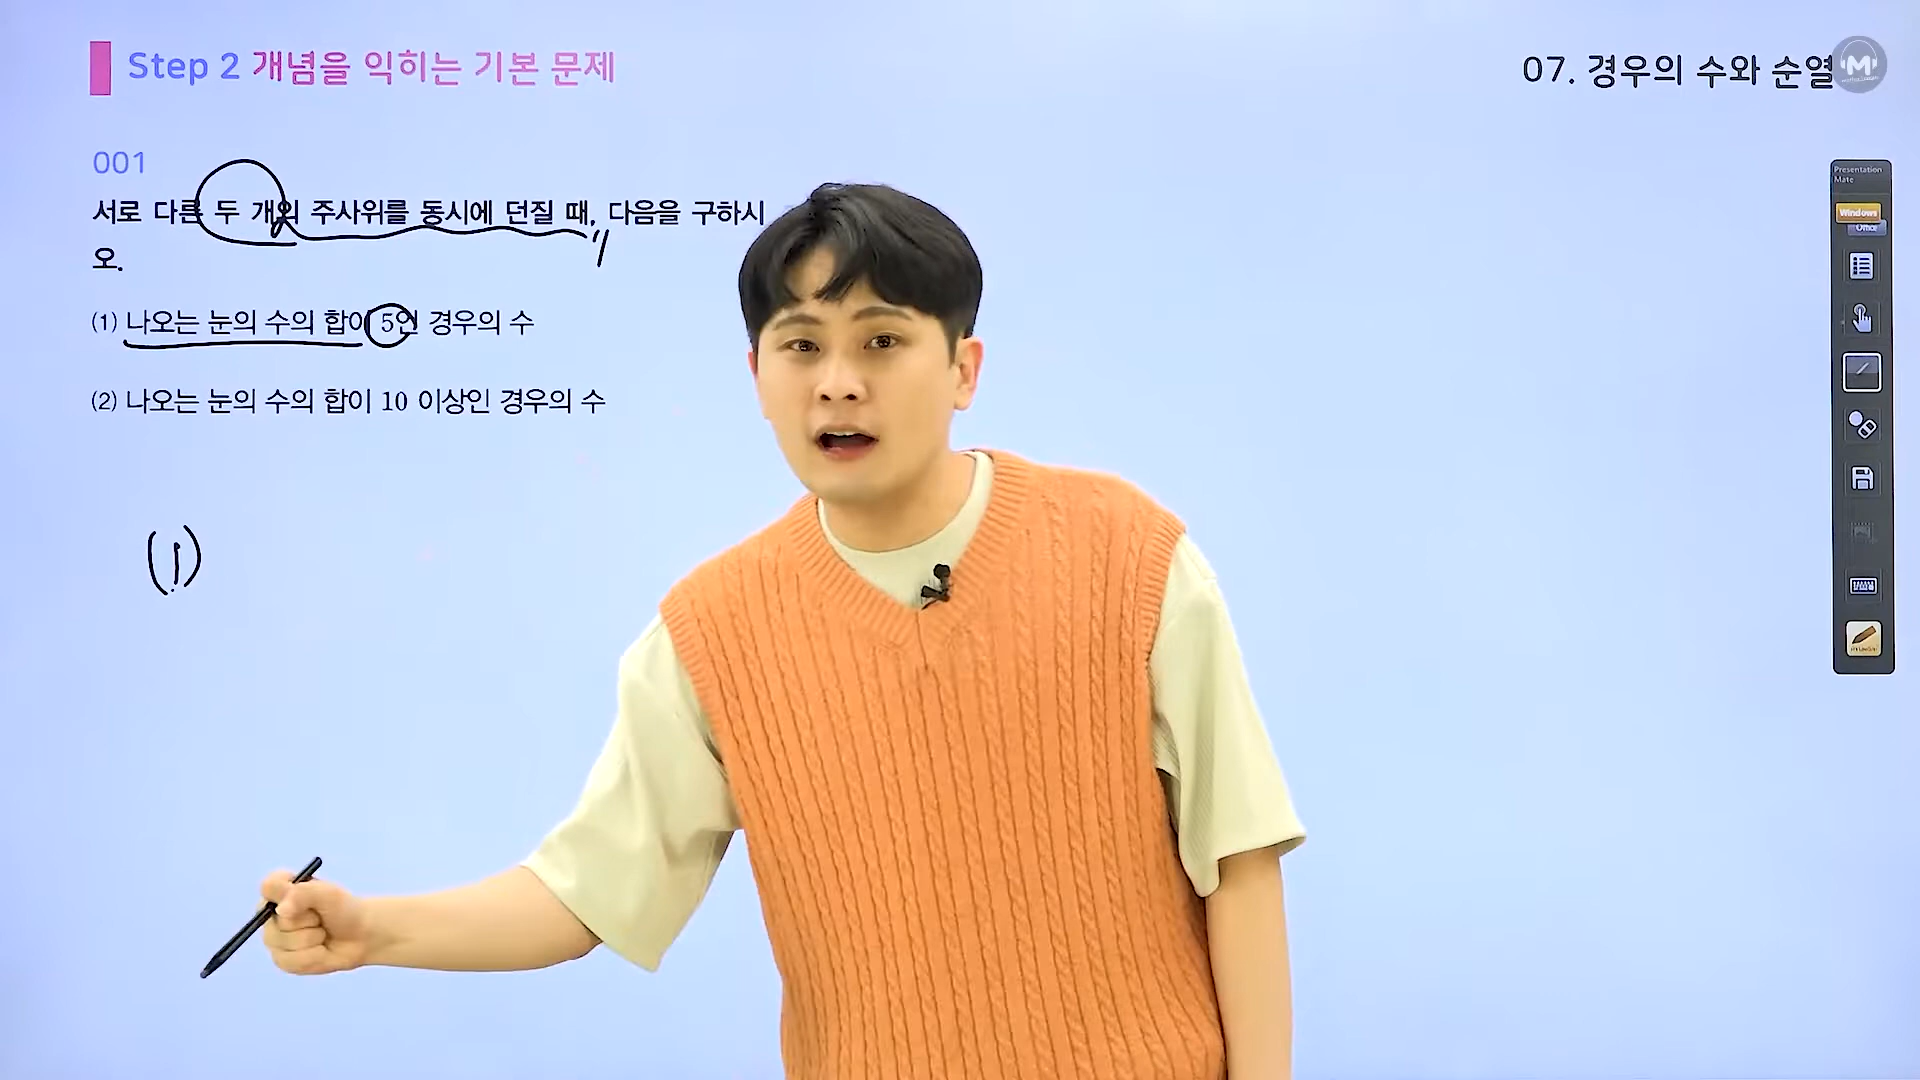 Step 2 개념을 익히는 기본 문제
07. 경우의 수와 순열
M
001
서로 다른 두 개의 주사위를 동시에 던질 때, 다음을 구하시
오.
(1) 나오는 눈의 수의 합이 5인 경우의 수
(2) 나오는 눈의 수의 합이 10 이상인 경우의 수
(1)
Presentation
Mate
Windows
Office